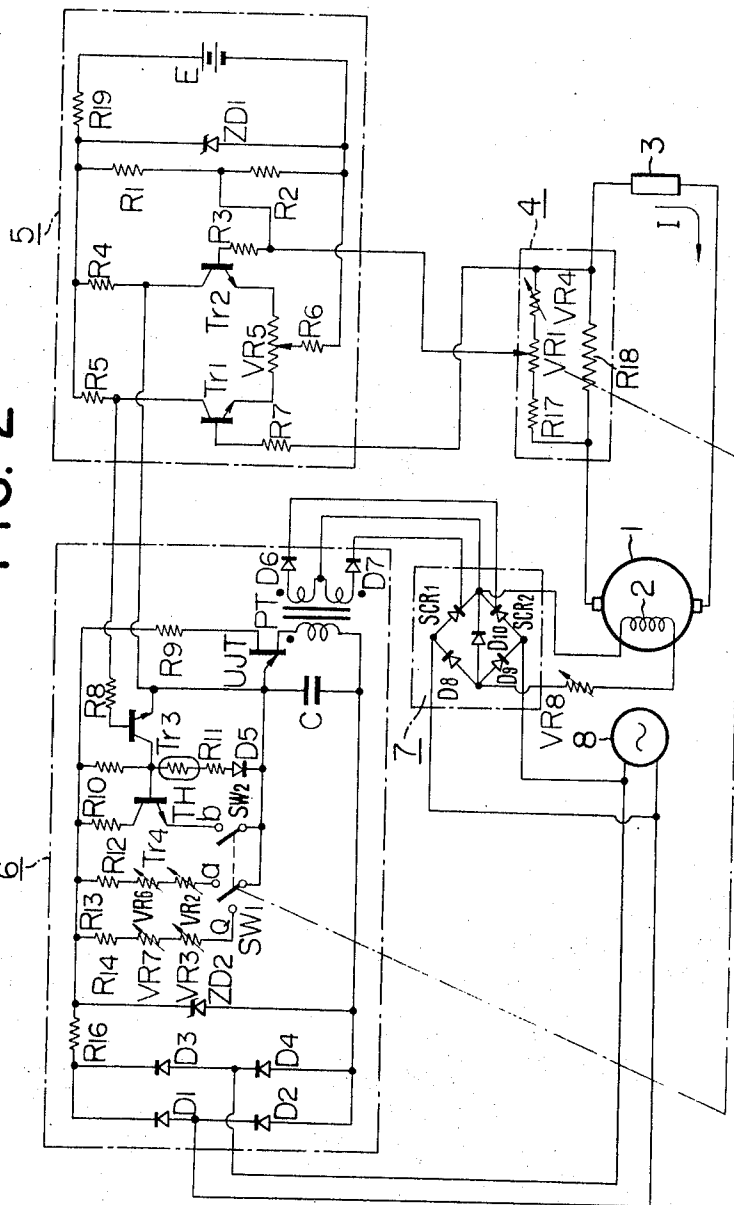 FIG. 2
5
R19
E
ZD1
R1
R2
R3
R4
Tr2
VR5
R6
R5
Tr1
R7
4
3
I
VR4
VR1
R17
R18
6
R9
UJT
PT
D6
D7
R8
C
R10
Tr3
TH
R11
D5
R12
Tr4
b
SW2
R13
VR6
VR2
a
R14
VR7
VR3
Q
SW1
ZD2
R16
D3
D4
D1
D2
7
SCR1
D8
D10
D9
SCR2
VR8
1
2
8